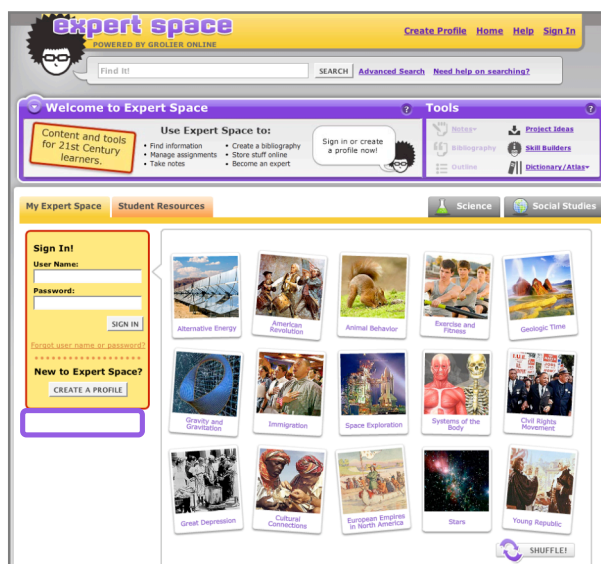 expert space
POWERED BY GROLIER ONLINE
Create Profile Home Help Sign In
Find It!
SEARCH
Advanced Search
Need help on searching?
Welcome to Expert Space
?
Content and tools
for 21st Century
learners.
Use Expert Space to:
• Find information
• Manage assignments
• Take notes
• Create a bibliography
• Store stuff online
• Become an expert
Sign in or create
a profile now!
Tools
?
Notes
Bibliography
Outline
Project Ideas
Skill Builders
Dictionary/Atlas
My Expert Space
Student Resources
Science
Social Studies
Sign In!
User Name:
Password:
SIGN IN
Forgot user name or password?
New to Expert Space?
CREATE A PROFILE
Alternative Energy
American
Revolution
Animal Behavior
Exercise and
Fitness
Geologic Time
Gravity and
Gravitation
Immigration
Space Exploration
Systems of the
Body
Civil Rights
Movement
Great Depression
Cultural
Connections
European Empires
in North America
Stars
Young Republic
SHUFFLE!